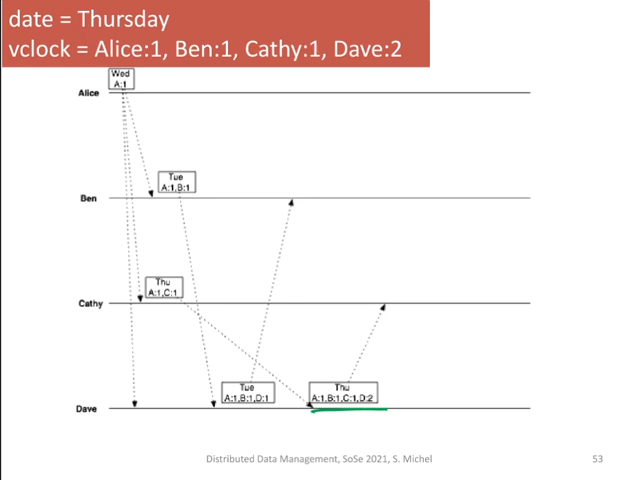 date = Thursday
vclock = Alice:1, Ben:1, Cathy:1, Dave:2
Wed
A:1
Alice
Tue
A:1,B:1
Ben
Thu
A:1,C:1
Cathy
Tue
A:1,B:1,D:1
Thu
A:1,B:1,C:1,D:2
Dave
Distributed Data Management, SoSe 2021, S. Michel
53